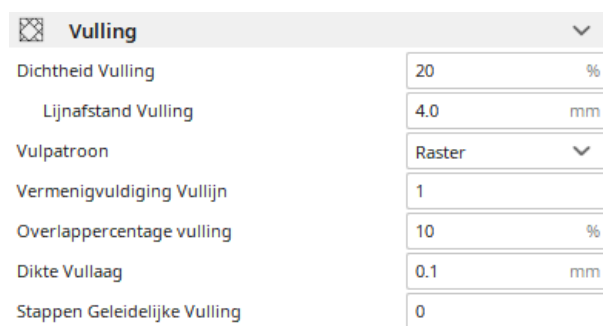 Vulling
Dichtheid Vulling 20 %
Lijnafstand Vulling 4.0 mm
Vulpatroon Raster
Vermenigvuldiging Vullijn 1
Overlappercentage vulling 10 %
Dikte Vullaag 0.1 mm
Stappen Geleidelijke Vulling 0